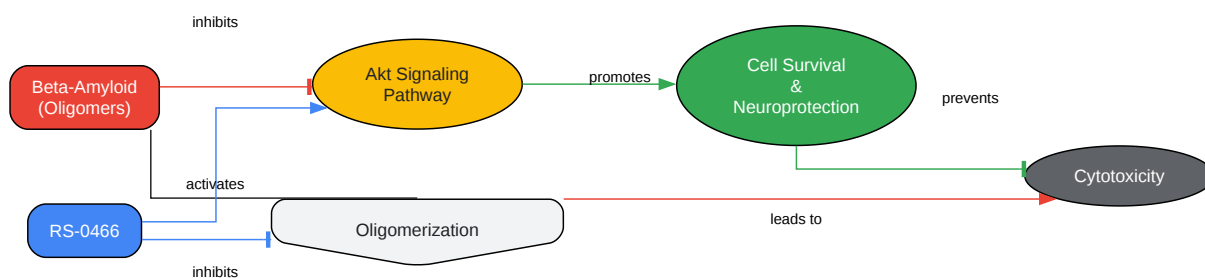 inhibits
Beta-Amyloid
(Oligomers)
Akt Signaling
Pathway
promotes
Cell Survival
&
Neuroprotection
prevents
Cytotoxicity
activates
RS-0466
Oligomerization
leads to
inhibits